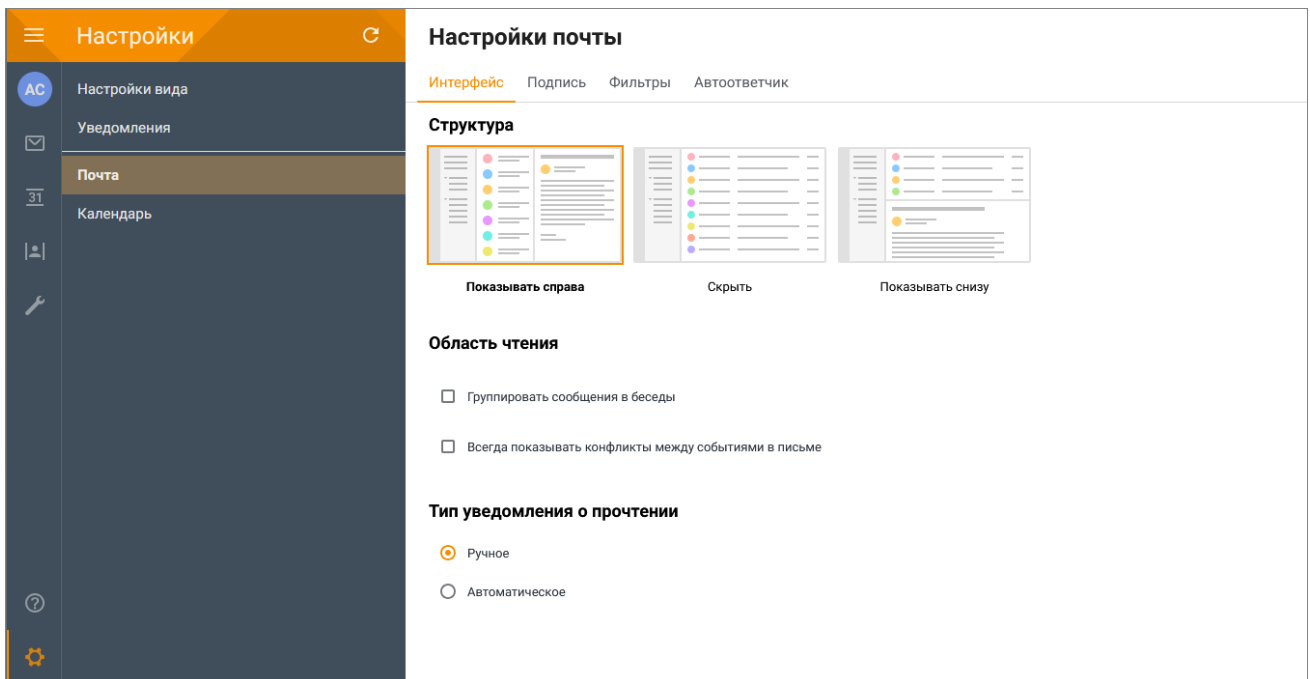 Настройки
АС
Настройки вида
Уведомления
Почта
31
Календарь
Настройки почты
Интерфейс Подпись Фильтры Автоответчик
Структура
Показывать справа Скрыть Показывать снизу
Область чтения
Группировать сообщения в беседы
Всегда показывать конфликты между событиями в письме
Тип уведомления о прочтении
Ручное
Автоматическое